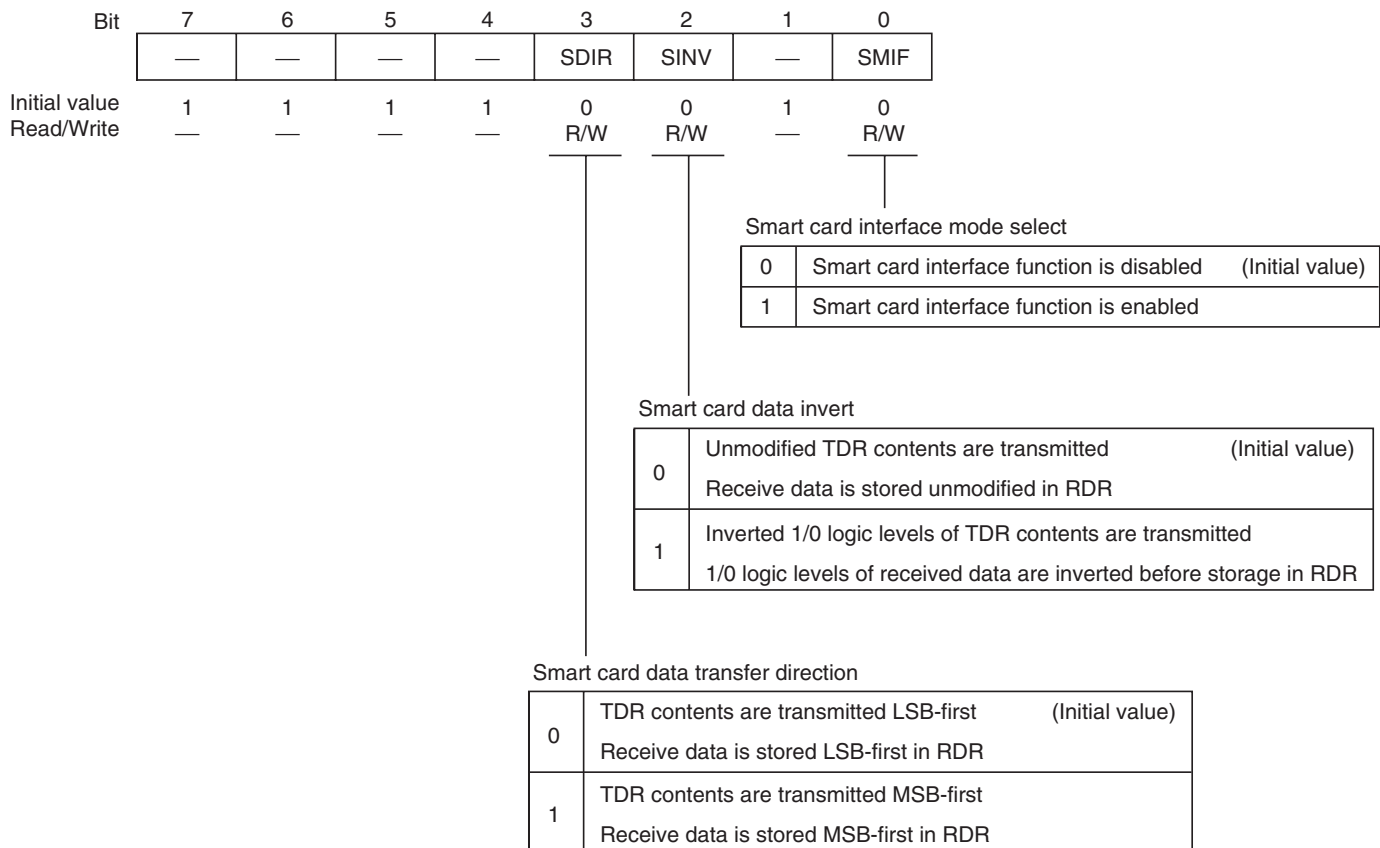 Bit 7 6 5 4 3 2 1 0
— — — — SDIR SINV — SMIF
Initial value 1 1 1 1 0 0 1 0
Read/Write — — — — R/W R/W — R/W
Smart card interface mode select
0 Smart card interface function is disabled (Initial value)
1 Smart card interface function is enabled
Smart card data invert
0 Unmodified TDR contents are transmitted (Initial value)
Receive data is stored unmodified in RDR
1 Inverted 1/0 logic levels of TDR contents are transmitted
1/0 logic levels of received data are inverted before storage in RDR
Smart card data transfer direction
0 TDR contents are transmitted LSB-first (Initial value)
Receive data is stored LSB-first in RDR
1 TDR contents are transmitted MSB-first
Receive data is stored MSB-first in RDR